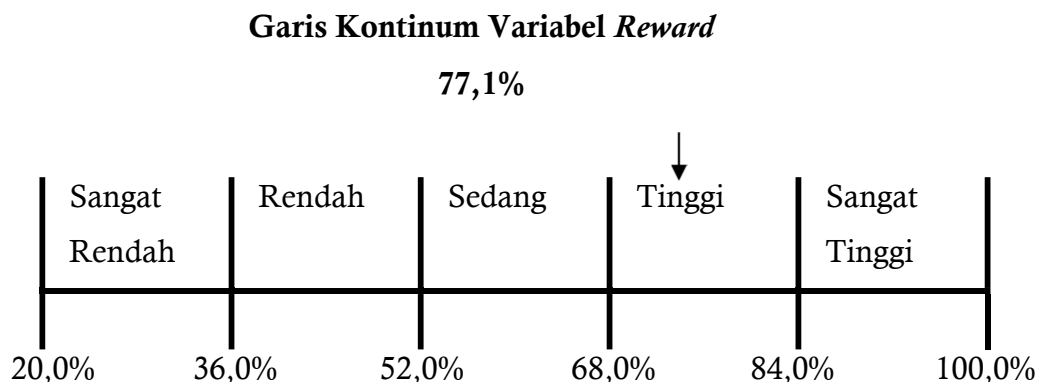 Garis Kontinum Variabel Reward
77,1%
Sangat Rendah Sedang Tinggi Sangat
Rendah Tinggi
20,0% 36,0% 52,0% 68,0% 84,0% 100,0%